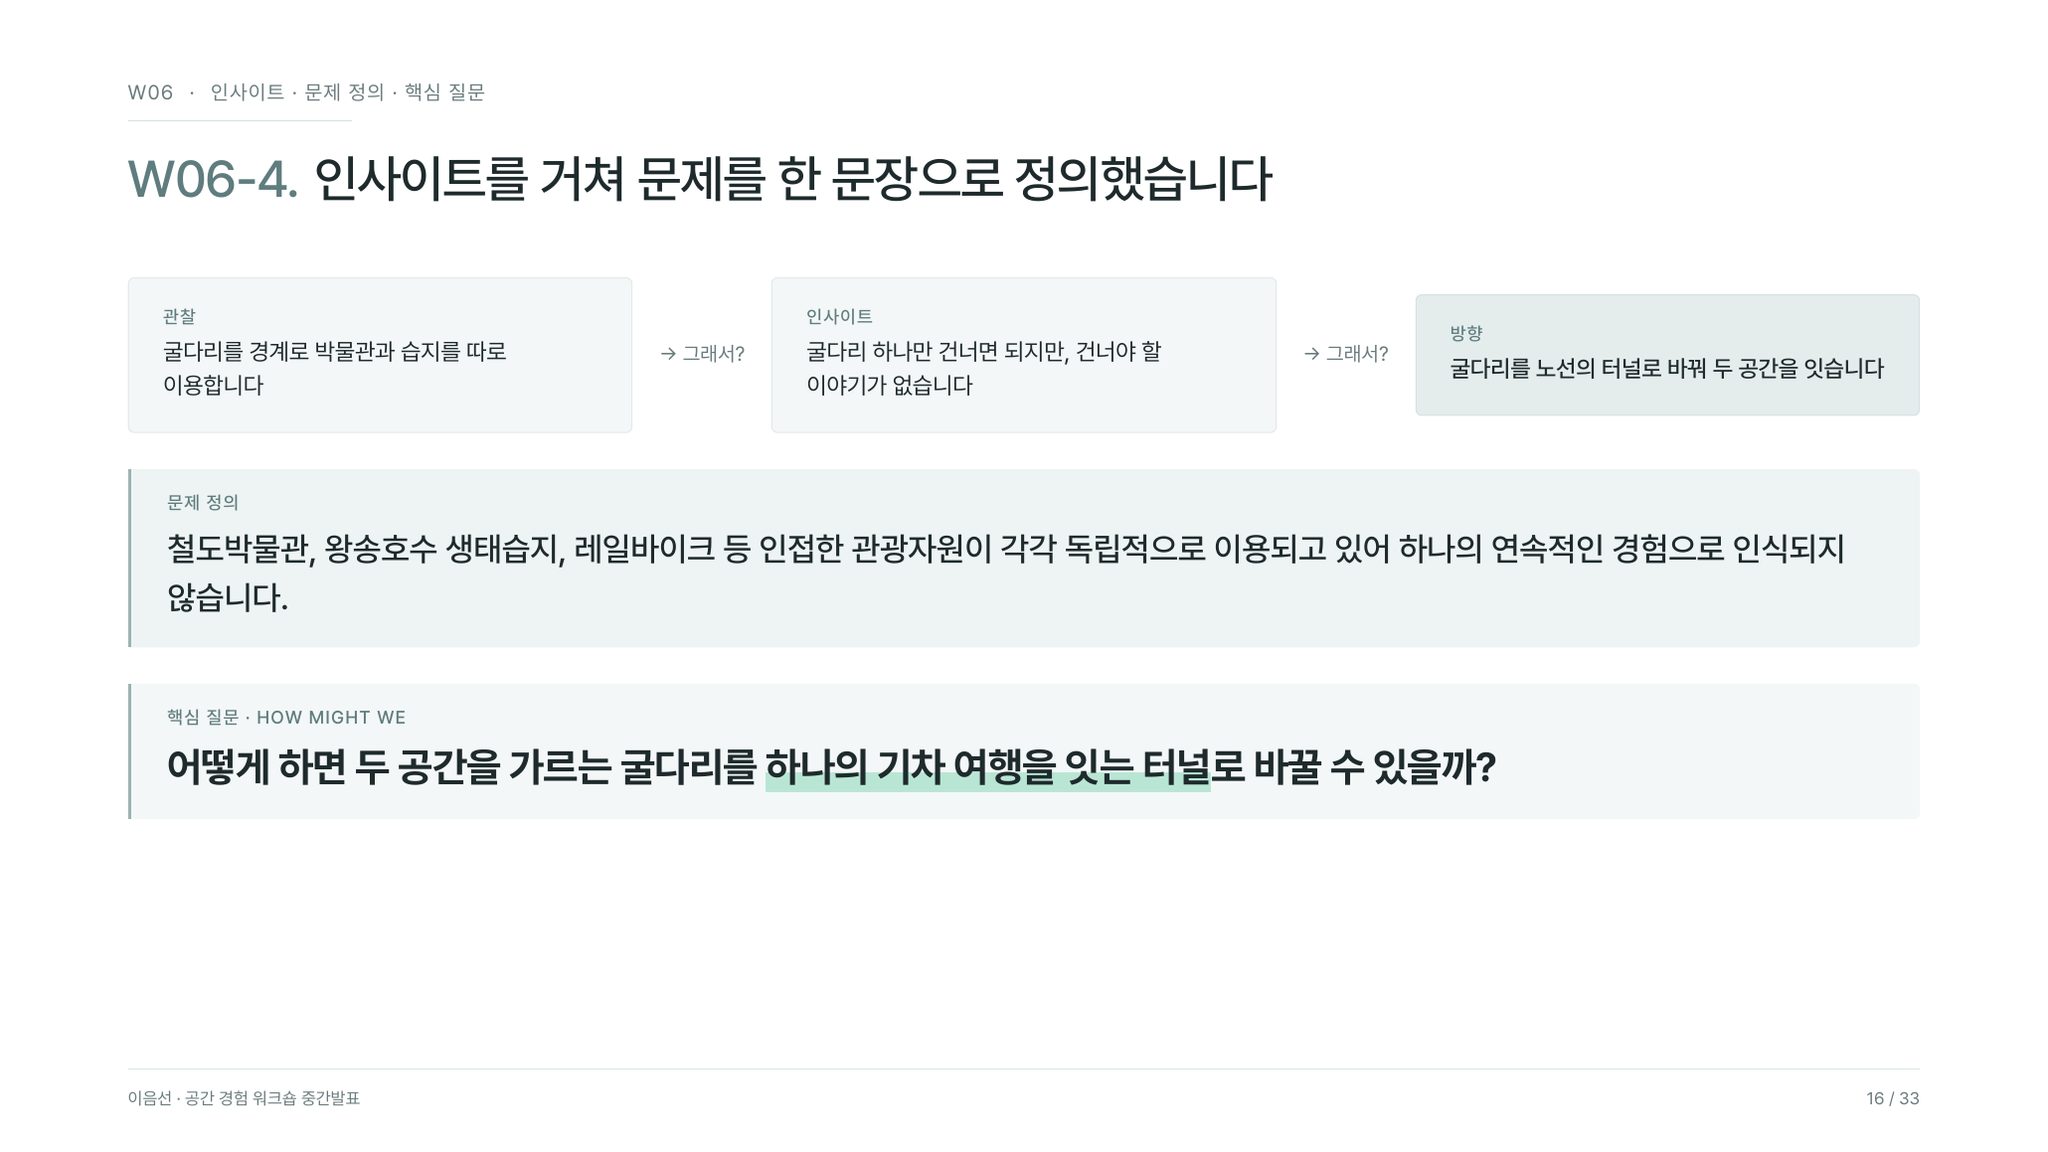 W06 · 인사이트 · 문제 정의 · 핵심 질문
W06-4. 인사이트를 거쳐 문제를 한 문장으로 정의했습니다
관찰
굴다리를 경계로 박물관과 습지를 따로
이용합니다
→ 그래서?
인사이트
굴다리 하나만 건너면 되지만, 건너야 할
이야기가 없습니다
→ 그래서?
방향
굴다리를 노선의 터널로 바꿔 두 공간을 잇습니다
문제 정의
철도박물관, 왕송호수 생태습지, 레일바이크 등 인접한 관광자원이 각각 독립적으로 이용되고 있어 하나의 연속적인 경험으로 인식되지
않습니다.
핵심 질문 · HOW MIGHT WE
어떻게 하면 두 공간을 가르는 굴다리를 하나의 기차 여행을 잇는 터널로 바꿀 수 있을까?
이음선 · 공간 경험 워크숍 중간발표
16 / 33